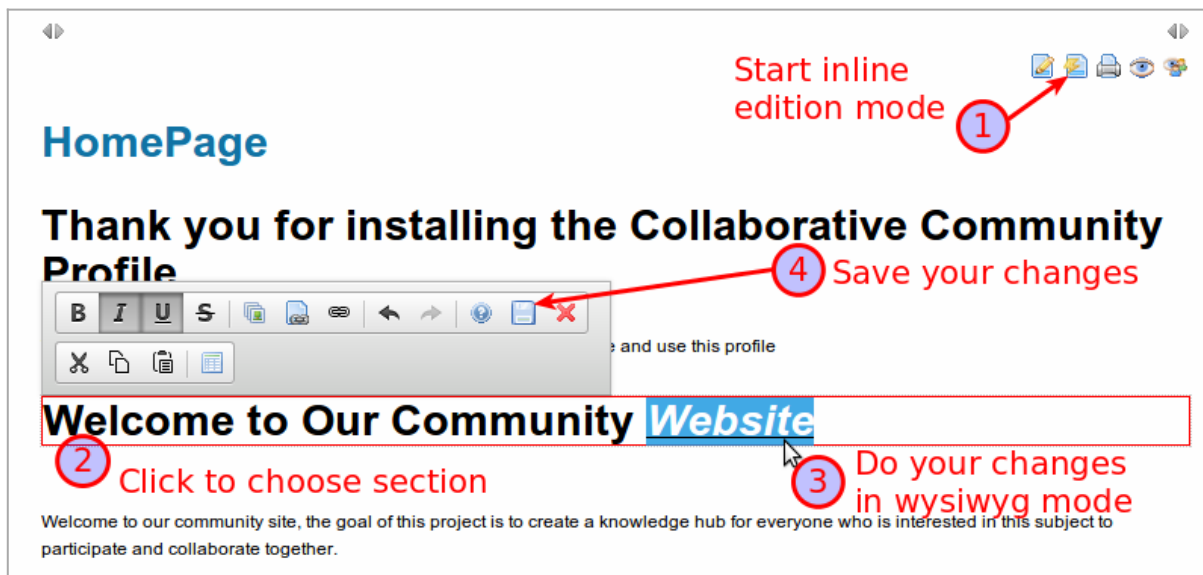 Start inline
edition mode
1
HomePage
Thank you for installing the Collaborative Community
Profile
4 Save your changes
B I U S
and use this profile
Welcome to Our Community Website
2
Click to choose section
3
Do your changes
in wysiwyg mode
Welcome to our community site, the goal of this project is to create a knowledge hub for everyone who is interested in this subject to
participate and collaborate together.